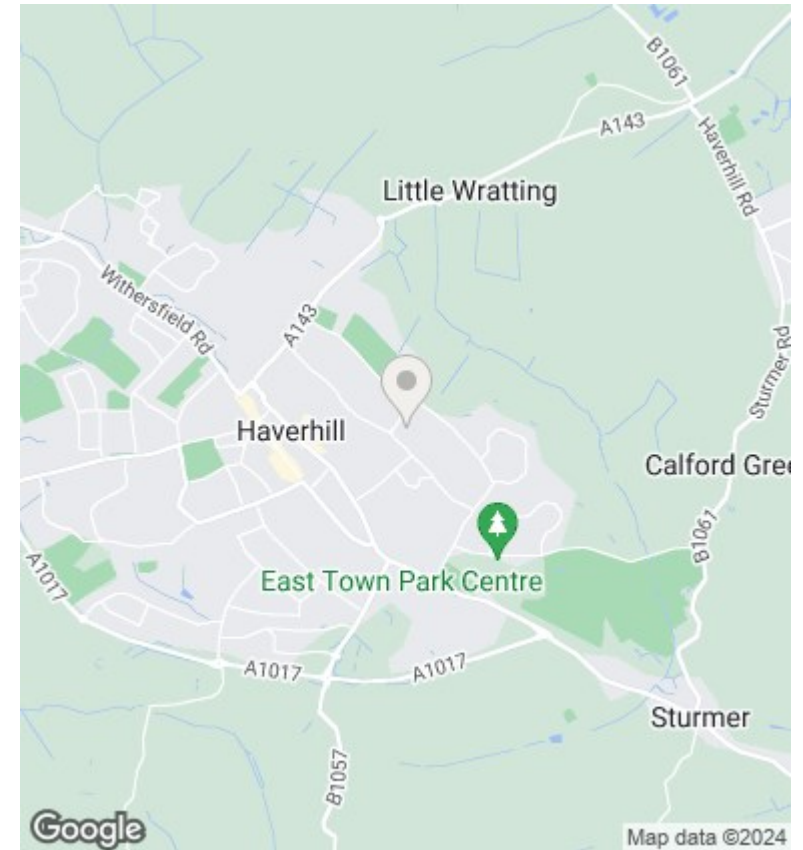 B1061
A143
Haverhill Rd
Little Wratting
Withersfield Rd
A143
Sturmer Rd
Haverhill
Calford Gree
B1061
A1017
East Town Park Centre
A1017
A1017
Sturmer
B1057
Google
Map data ©2024